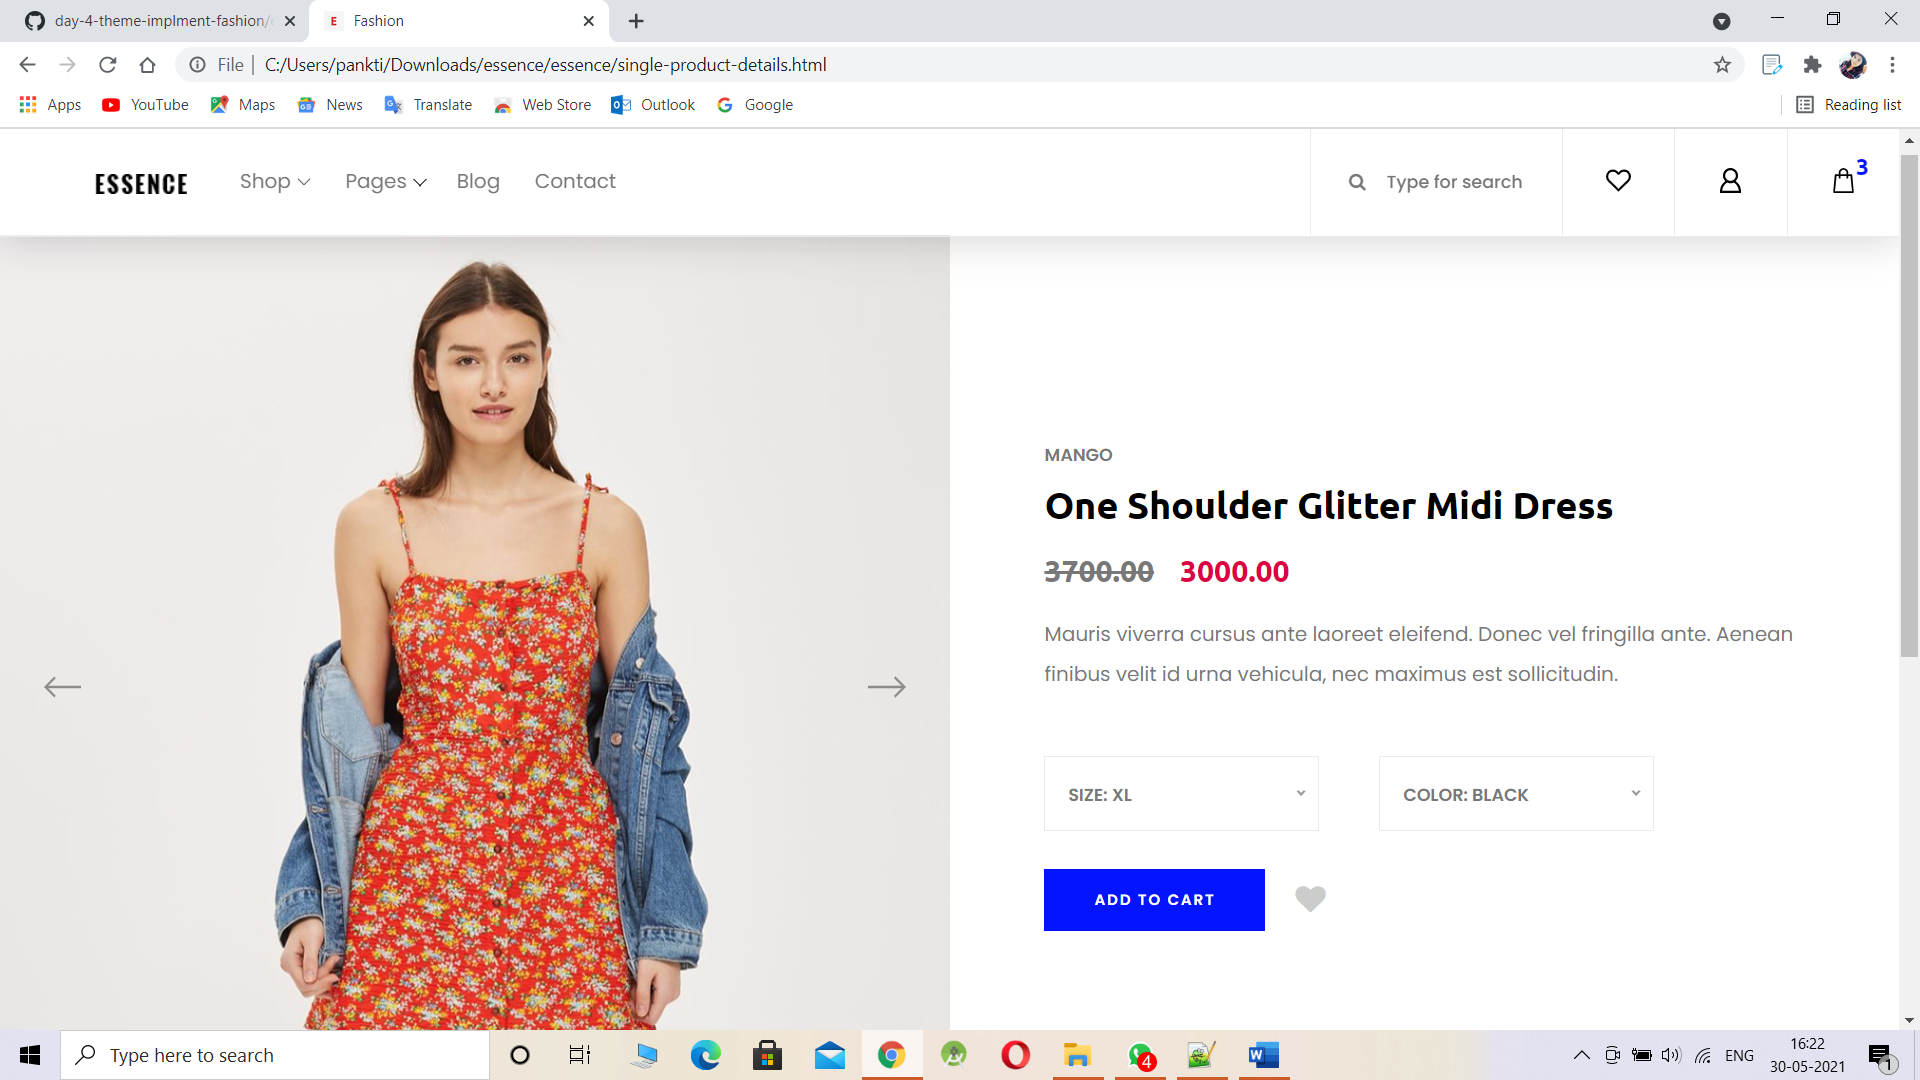 day-4-theme-implment-fashion/
E Fashion
File | C:/Users/pankti/Downloads/essence/essence/single-product-details.html
Apps YouTube Maps News Translate Web Store Outlook Google Reading list
ESSENCE Shop Pages Blog Contact Type for search 3
MANGO
One Shoulder Glitter Midi Dress
3700.00 3000.00
Mauris viverra cursus ante laoreet eleifend. Donec vel fringilla ante. Aenean
finibus velit id urna vehicula, nec maximus est sollicitudin.
SIZE: XL COLOR: BLACK
ADD TO CART
Type here to search 4 ENG 16:22
30-05-2021 1